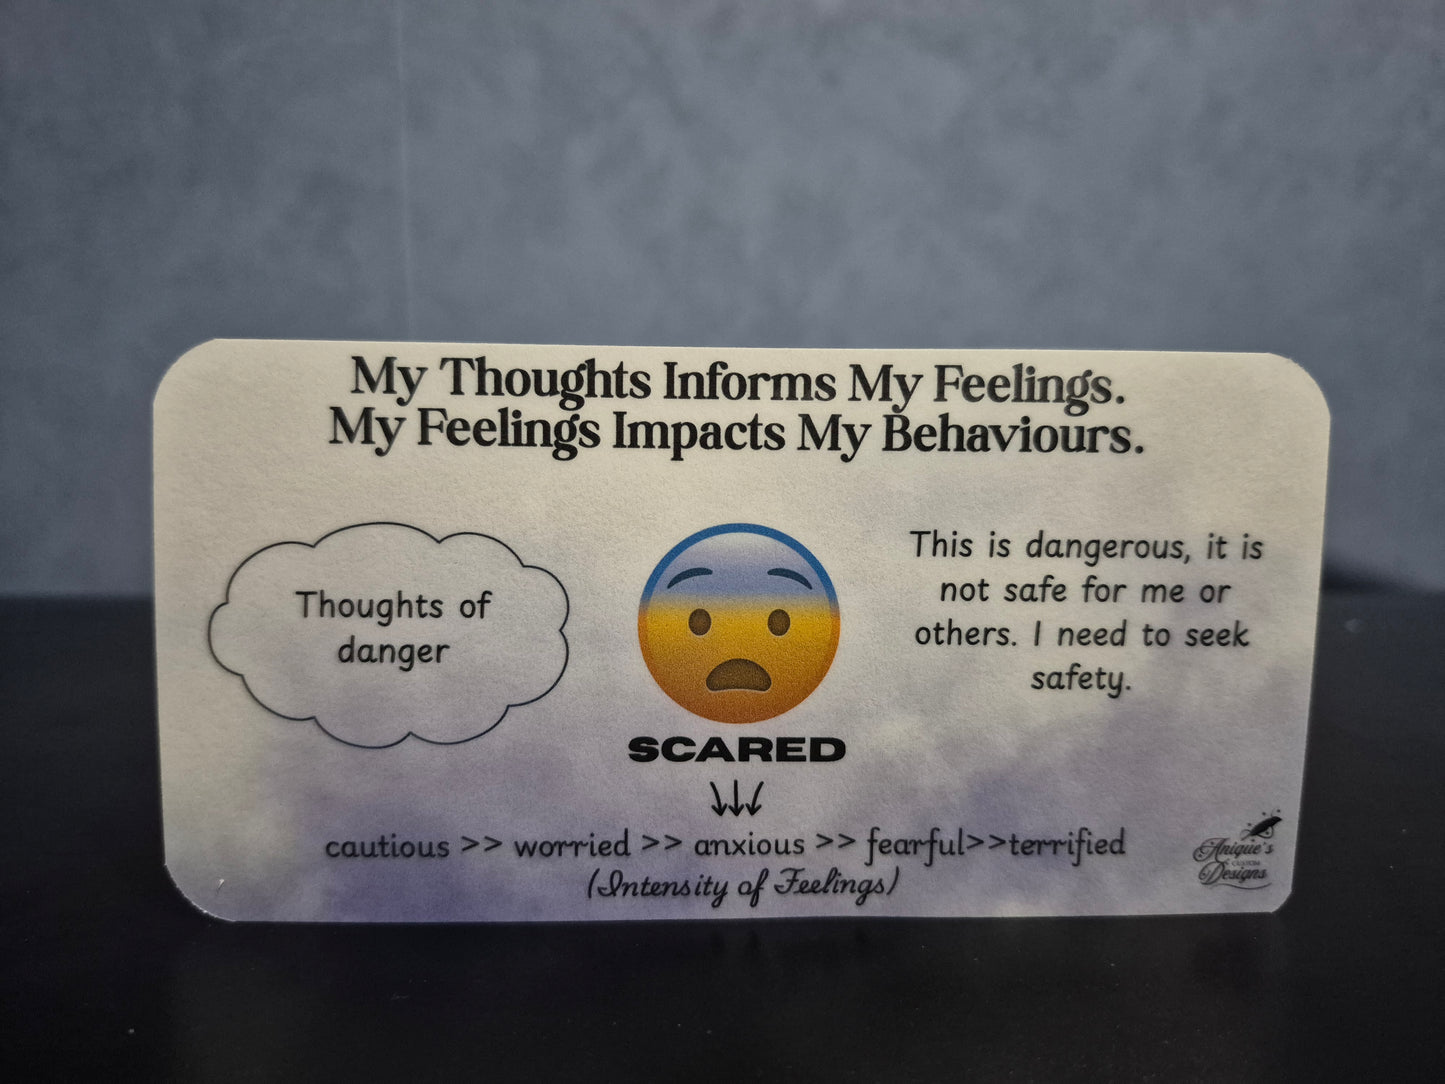 My Thoughts Informs My Feelings.
My Feelings Impacts My Behaviours.
Thoughts of
danger
This is dangerous, it is
not safe for me or
others. I need to seek
safety.
SCARED
cautious >> worried >> anxious >> fearful>>terrified
(Intensity of Feelings)
Anique's
CUSTOM
Designs